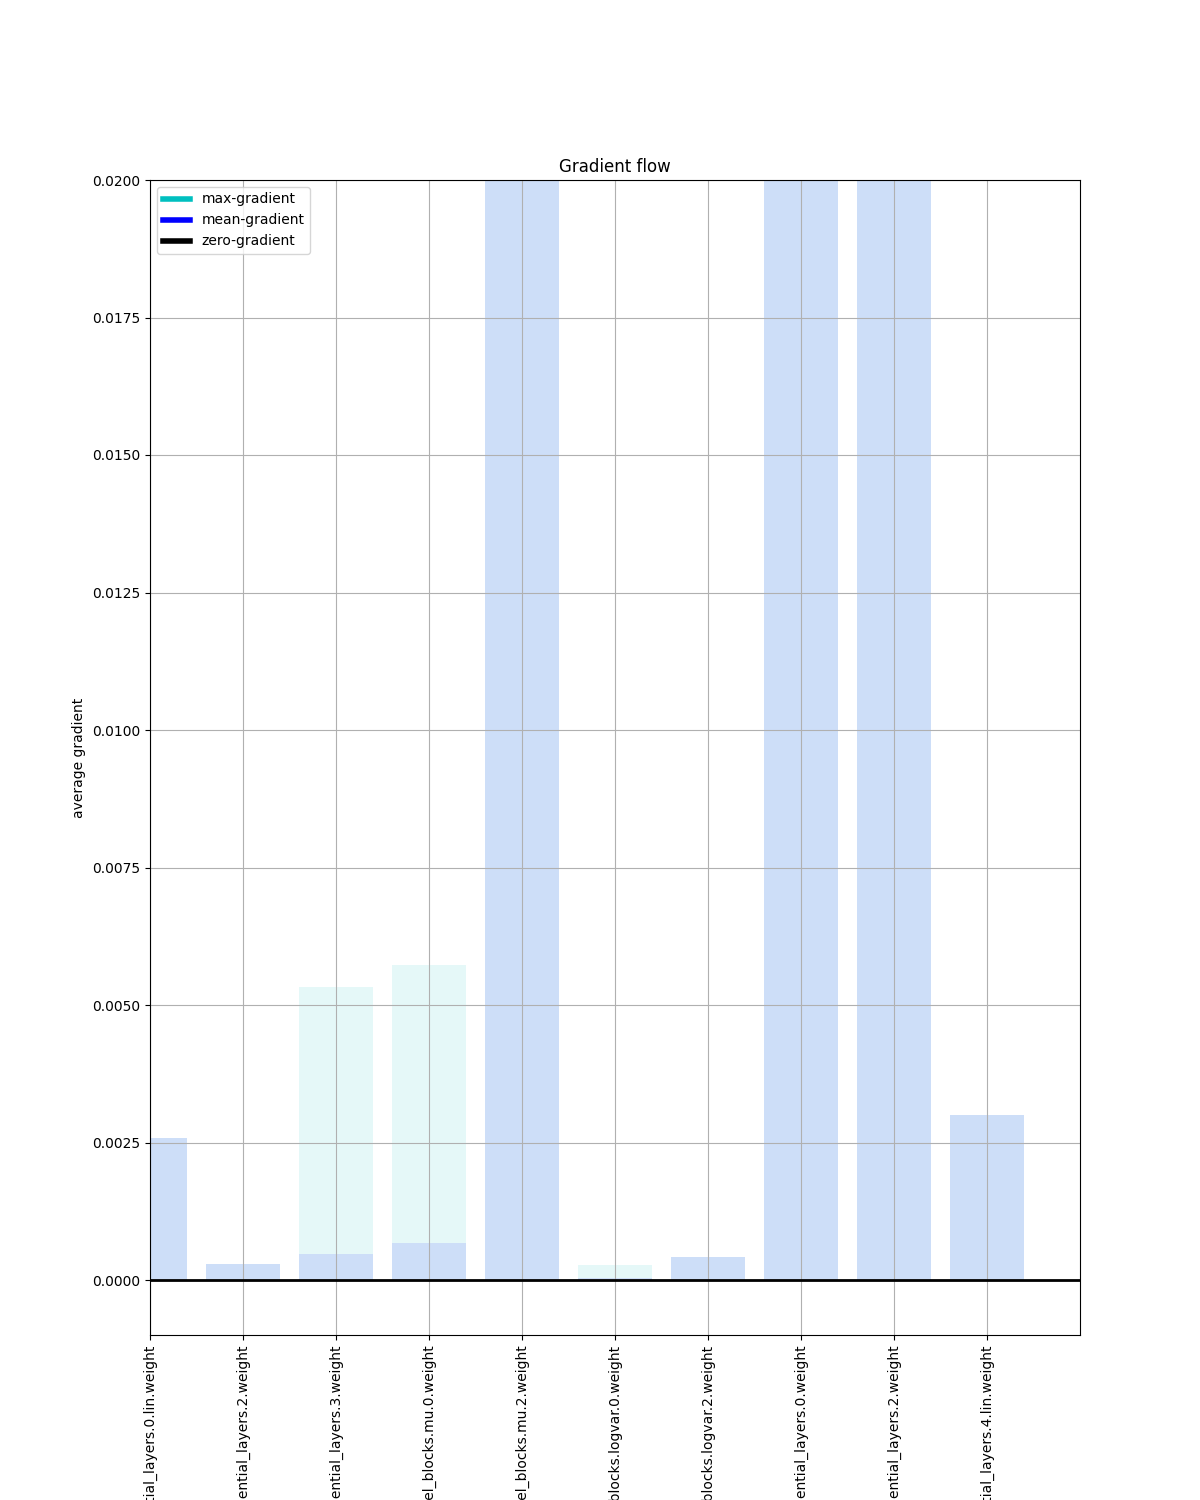 Gradient flow
max-gradient
mean-gradient
zero-gradient
0.0200
0.0175
0.0150
0.0125
0.0100
0.0075
0.0050
0.0025
0.0000
average gradient
tial_layers.0.lin.weight
ential_layers.2.weight
ential_layers.3.weight
el_blocks.mu.0.weight
el_blocks.mu.2.weight
blocks.logvar.0.weight
blocks.logvar.2.weight
ential_layers.0.weight
ential_layers.2.weight
tial_layers.4.lin.weight